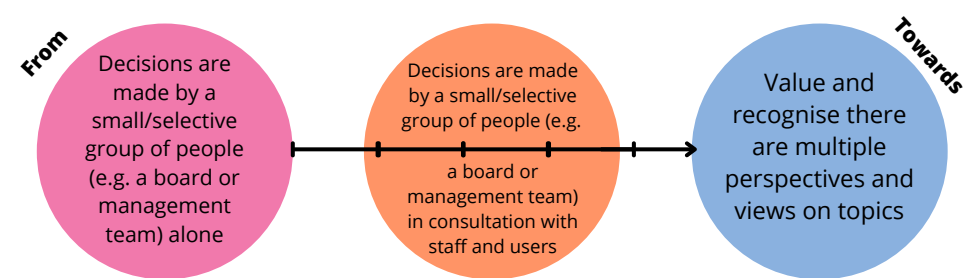 From
Decisions are
made by a
small/selective
group of people
(e.g. a board or
management
team) alone
Decisions are made
by a small/selective
group of people (e.g.
a board or
management team)
in consultation with
staff and users
Towards
Value and
recognise there
are multiple
perspectives and
views on topics